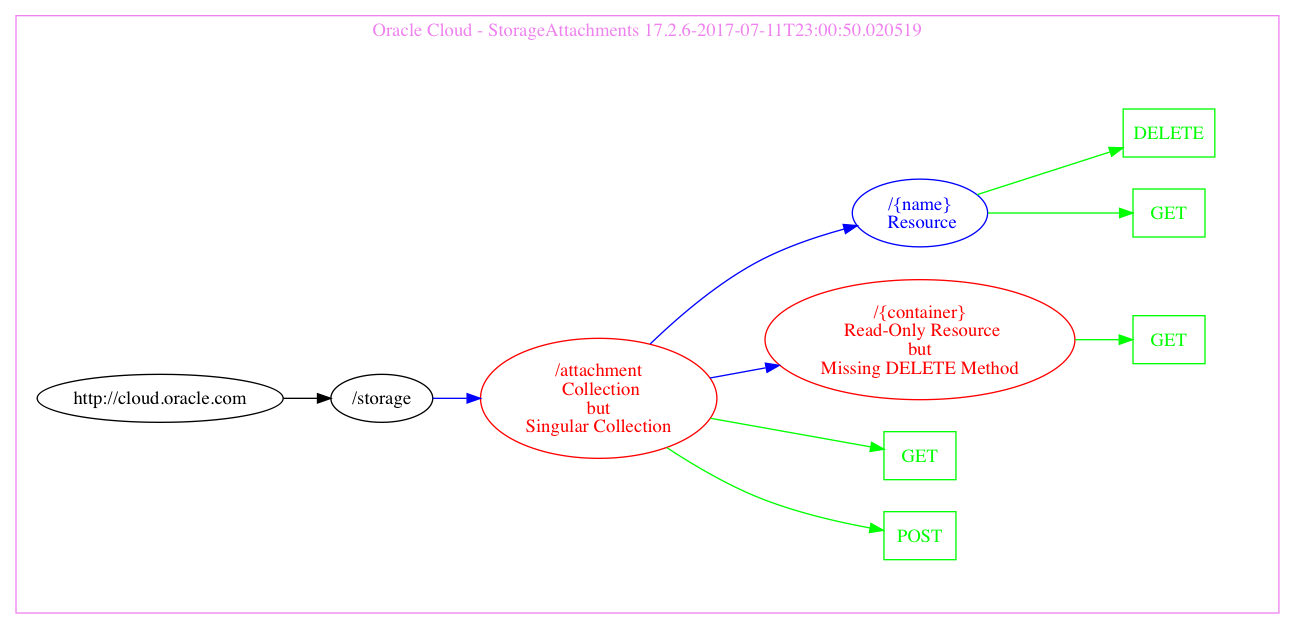 Oracle Cloud - StorageAttachments 17.2.6-2017-07-11T23:00:50.020519
DELETE
/{name}
Resource
GET
/{container}
Read-Only Resource
but
Missing DELETE Method
GET
http://cloud.oracle.com
/storage
/attachment
Collection
but
Singular Collection
GET
POST